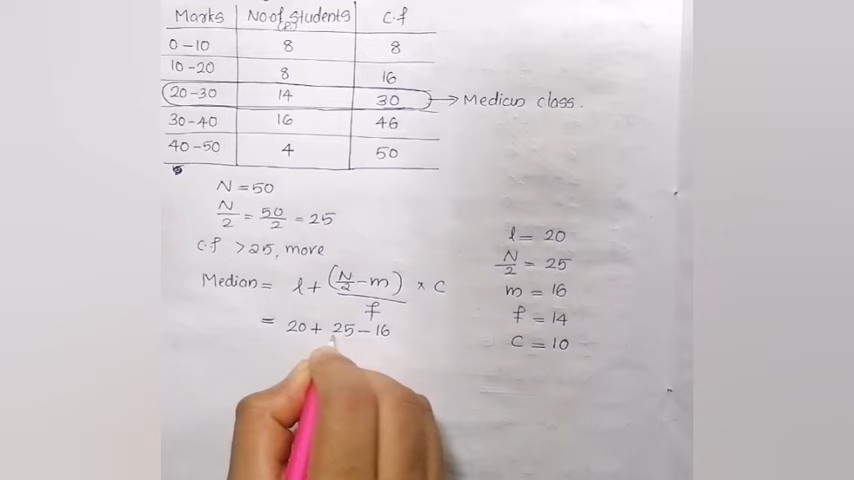 Marks No of Students C.f
(f)
0-10 8 8
10-20 8 16
20-30 14 30 → Median class.
30-40 16 46
40-50 4 50
N = 50
N/2 = 50/2 = 25
C.f > 25, more
Median = l + (N/2 - m)/f × C
= 20 + 25 - 16
l = 20
N/2 = 25
m = 16
f = 14
C = 10